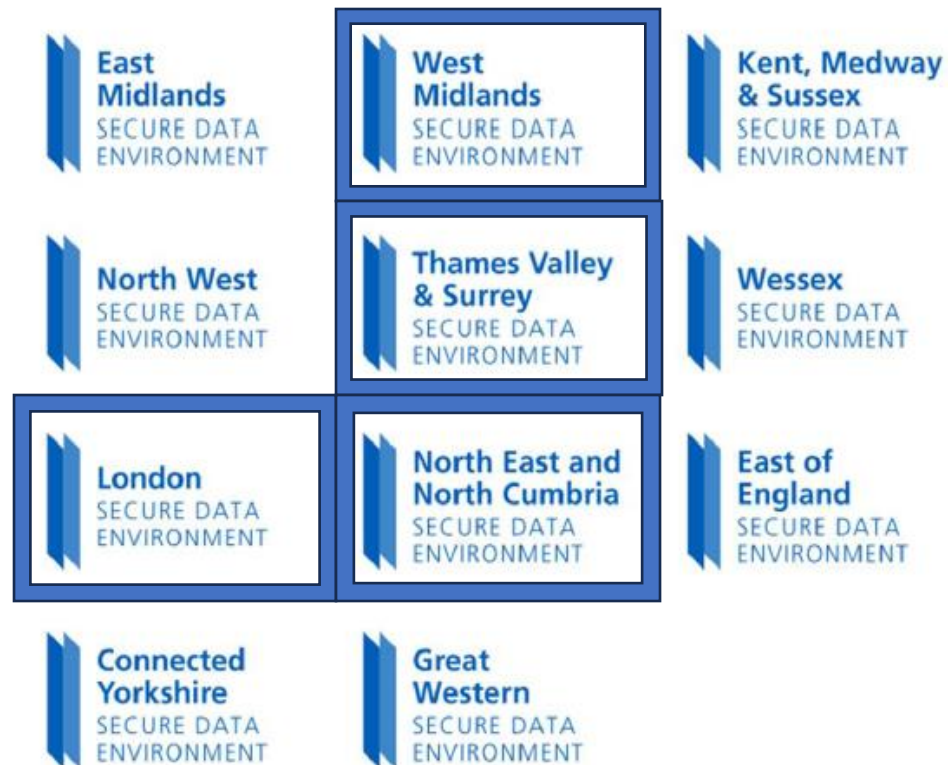 East
Midlands
SECURE DATA
ENVIRONMENT
West
Midlands
SECURE DATA
ENVIRONMENT
Kent, Medway
& Sussex
SECURE DATA
ENVIRONMENT
North West
SECURE DATA
ENVIRONMENT
Thames Valley
& Surrey
SECURE DATA
ENVIRONMENT
Wessex
SECURE DATA
ENVIRONMENT
London
SECURE DATA
ENVIRONMENT
North East and
North Cumbria
SECURE DATA
ENVIRONMENT
East of
England
SECURE DATA
ENVIRONMENT
Connected
Yorkshire
SECURE DATA
ENVIRONMENT
Great
Western
SECURE DATA
ENVIRONMENT